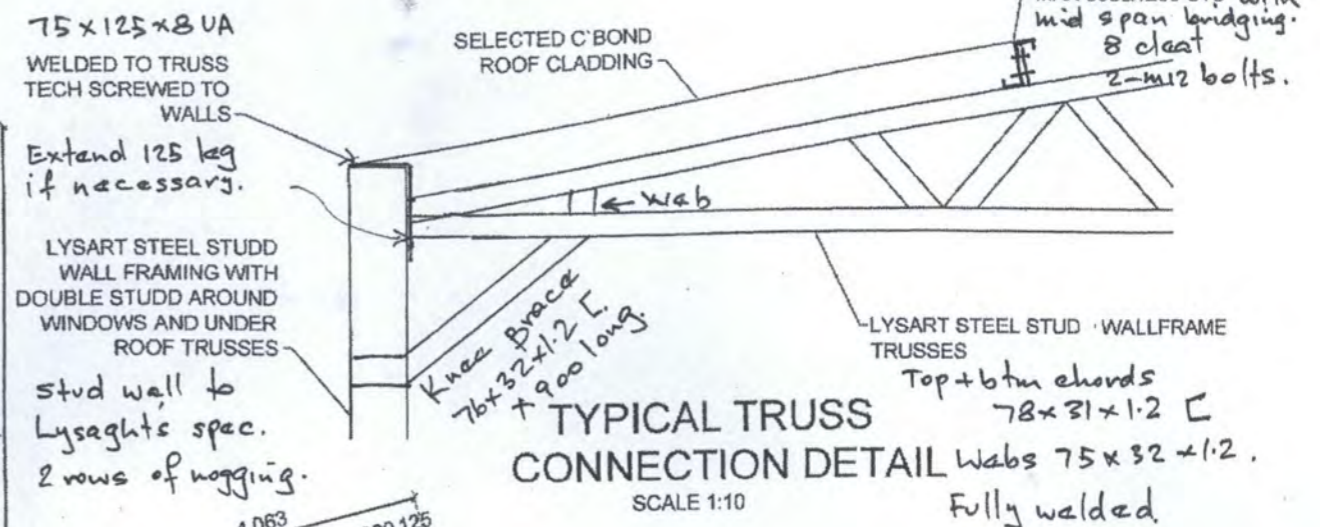 75x125x8 UA
WELDED TO TRUSS
TECH SCREWED TO
WALLS
Extend 125 leg
if necessary.
LYSART STEEL STUDD
WALL FRAMING WITH
DOUBLE STUDD AROUND
WINDOWS AND UNDER
ROOF TRUSSES
Stud wall to
Lysaghts spec.
2 rows of nogging.
SELECTED C'BOND
ROOF CLADDING
with
mid span bridging.
8 cleat
2-M12 bolts.
← web
Knee Brace
76x32x1.2 [.
+ 900 long.
LYSART STEEL STUD WALLFRAME
TRUSSES
Top + btm chords
78x31x1.2 [
Webs 75x32x1.2.
Fully welded.
TYPICAL TRUSS
CONNECTION DETAIL
SCALE 1:10
4,063